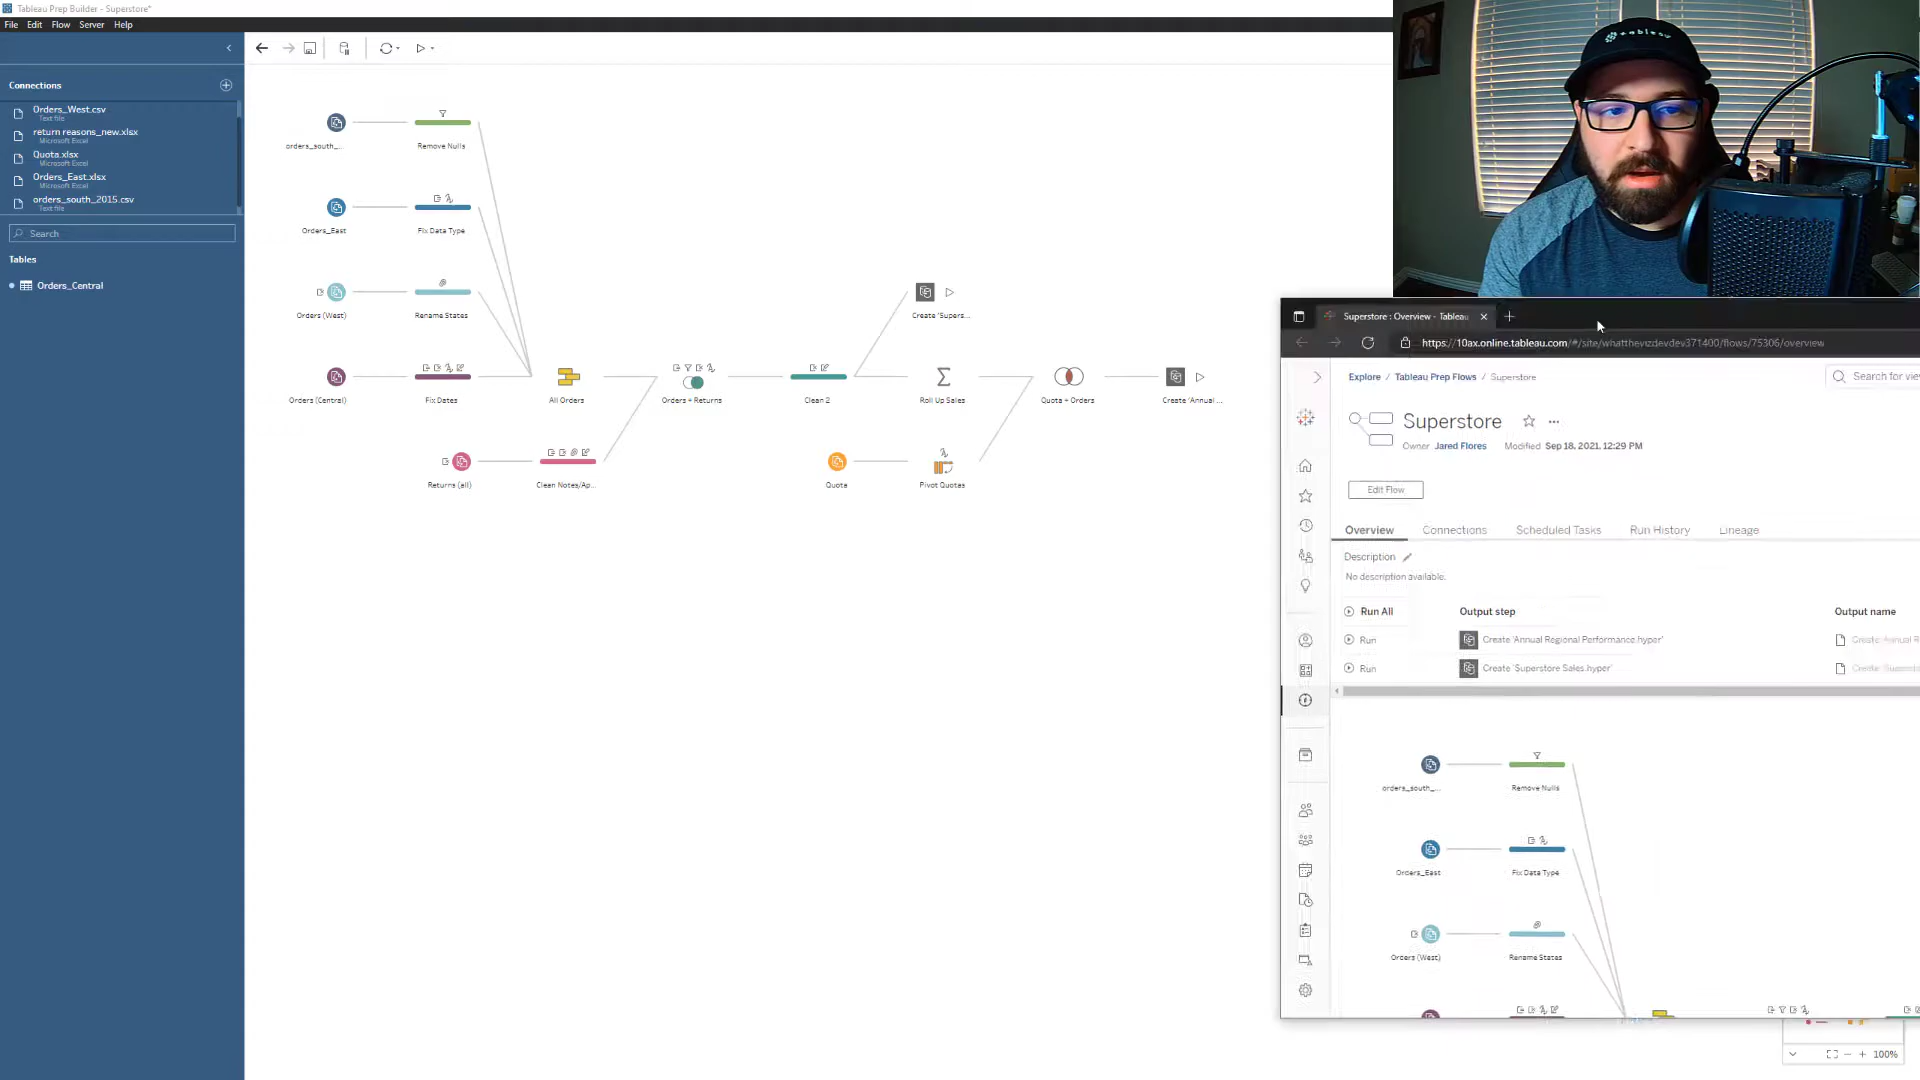 Tableau Prep Builder - Superstore*
File Edit Flow Server Help
Connections
Orders_West.csv
Text file
return reasons_new.xlsx
Microsoft Excel
Quota.xlsx
Microsoft Excel
Orders_East.xlsx
Microsoft Excel
orders_south_2015.csv
Text file
Search
Tables
Orders_Central
orders_south_...
Remove Nulls
Orders_East
Fix Data Type
Orders (West)
Rename States
Create 'Supers...
Orders (Central)
Fix Dates
All Orders
Orders + Returns
Clean 2
Roll Up Sales
Quota + Orders
Create 'Annual ...
Returns (all)
Clean Notes/Ap...
Quota
Pivot Quotas
tableau
Superstore : Overview - Tableau
https://10ax.online.tableau.com/#/site/whatthevizdevdev371400/flows/75306/overview
Explore Tableau Prep Flows Superstore
Search for vie
Superstore
Owner Jared Flores Modified Sep 18, 2021, 12:29 PM
Edit Flow
Overview Connections Scheduled Tasks Run History Lineage
Description
No description available.
Run All Output step Output name
Run Create 'Annual Regional Performance.hyper' Create 'Annual R
Run Create 'Superstore Sales.hyper' Create 'Supersto
orders_south_...
Remove Nulls
Orders_East
Fix Data Type
Orders (West)
Rename States
100%